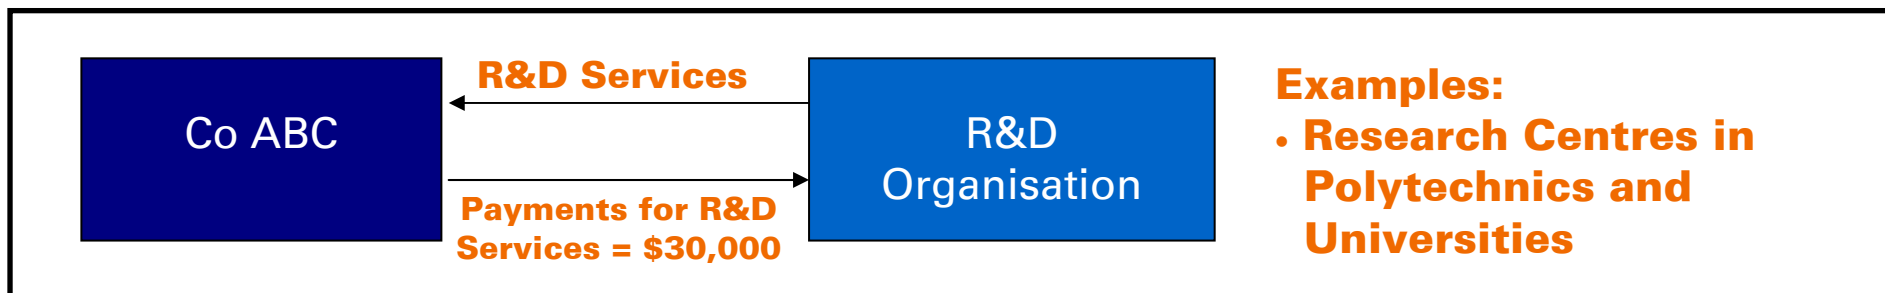 Co ABC
R&D Services
Payments for R&D
Services = $30,000
R&D
Organisation
Examples:
• Research Centres in
Polytechnics and
Universities